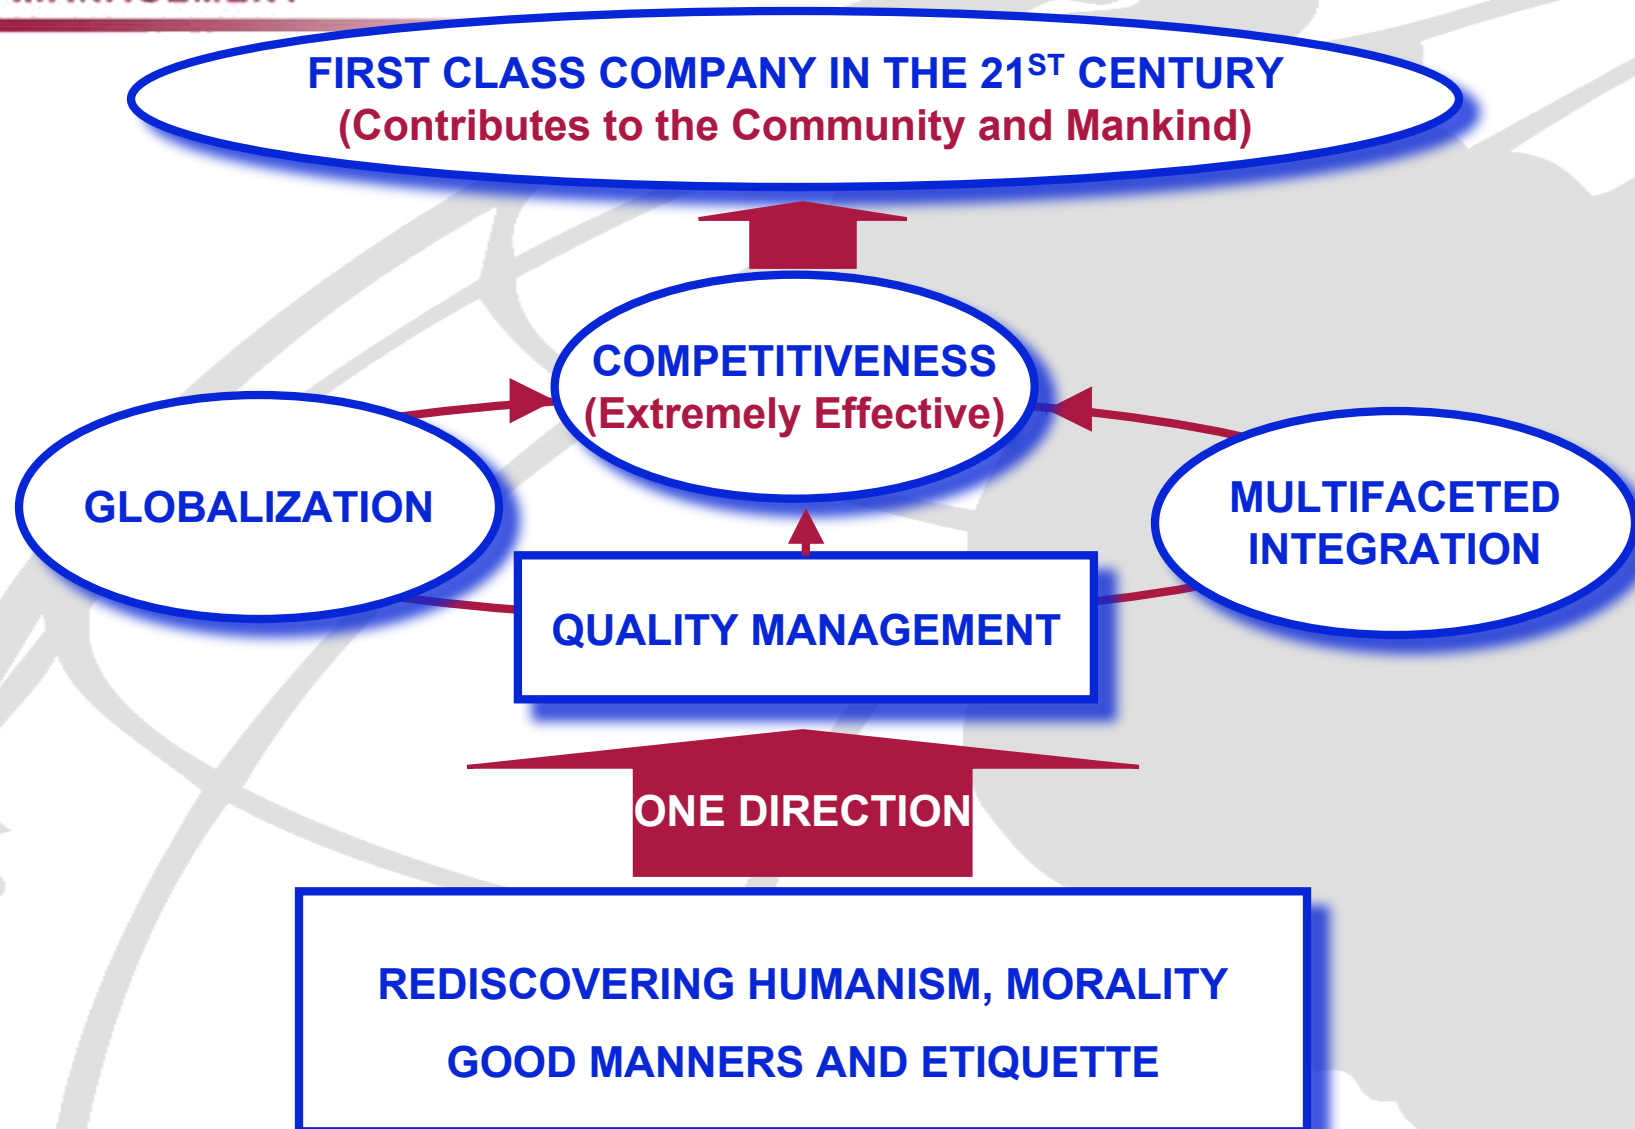 FIRST CLASS COMPANY IN THE 21ST CENTURY
(Contributes to the Community and Mankind)
COMPETITIVENESS
(Extremely Effective)
GLOBALIZATION
MULTIFACETED
INTEGRATION
QUALITY MANAGEMENT
ONE DIRECTION
REDISCOVERING HUMANISM, MORALITY
GOOD MANNERS AND ETIQUETTE